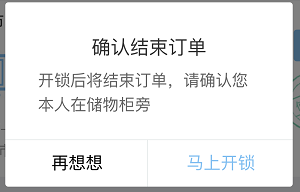 确认结束订单
开锁后将结束订单，请确认您
本人在储物柜旁
再想想
马上开锁